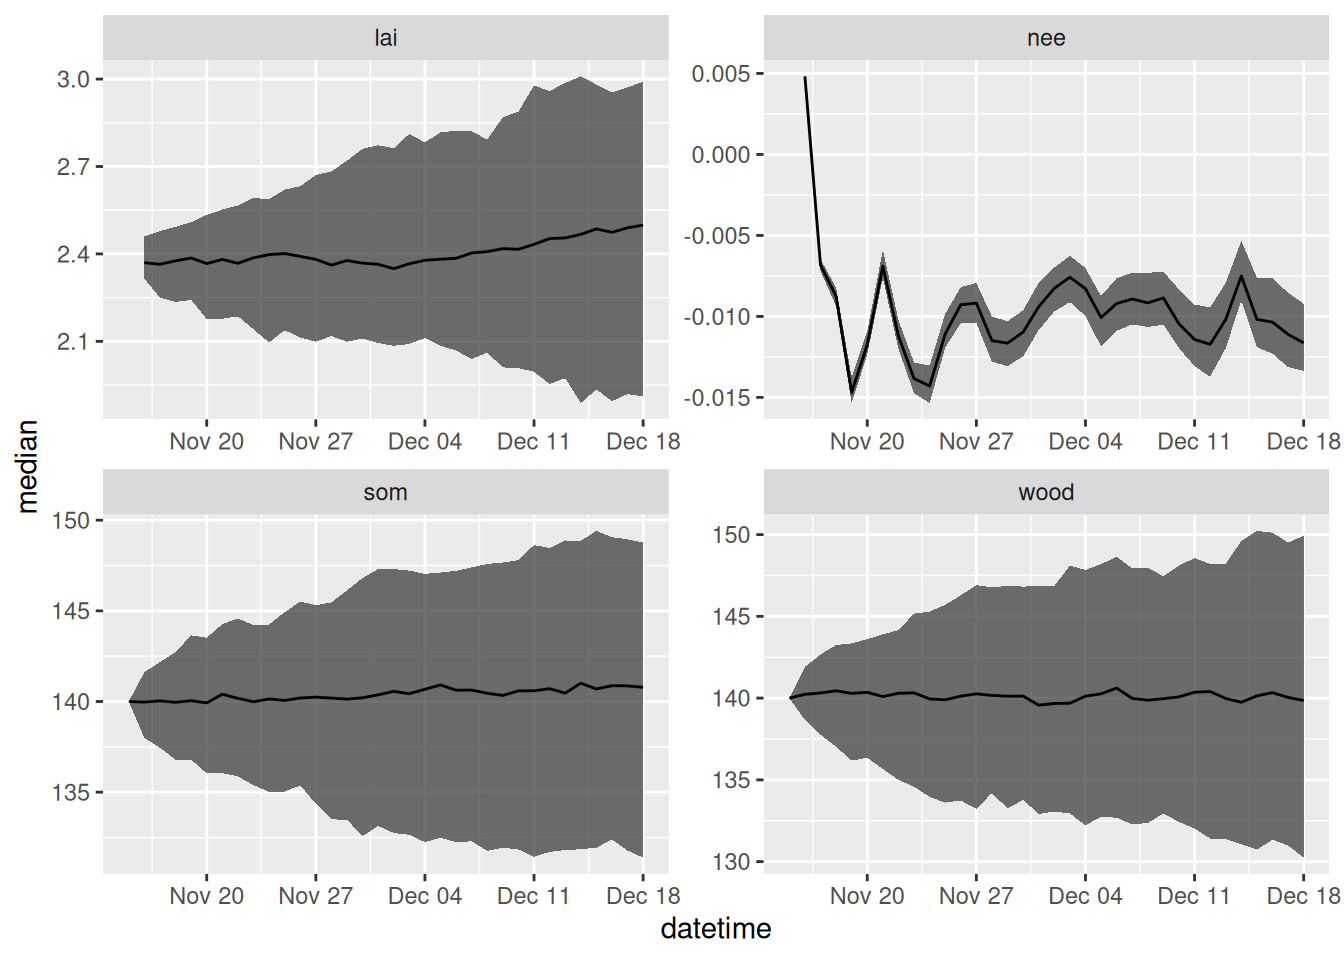 lai
nee
3.0
2.7
2.4
2.1
0.005
0.000
-0.005
-0.010
-0.015
Nov 20 Nov 27 Dec 04 Dec 11 Dec 18
Nov 20 Nov 27 Dec 04 Dec 11 Dec 18
median
som
wood
150
145
140
135
150
145
140
135
130
Nov 20 Nov 27 Dec 04 Dec 11 Dec 18
Nov 20 Nov 27 Dec 04 Dec 11 Dec 18
datetime